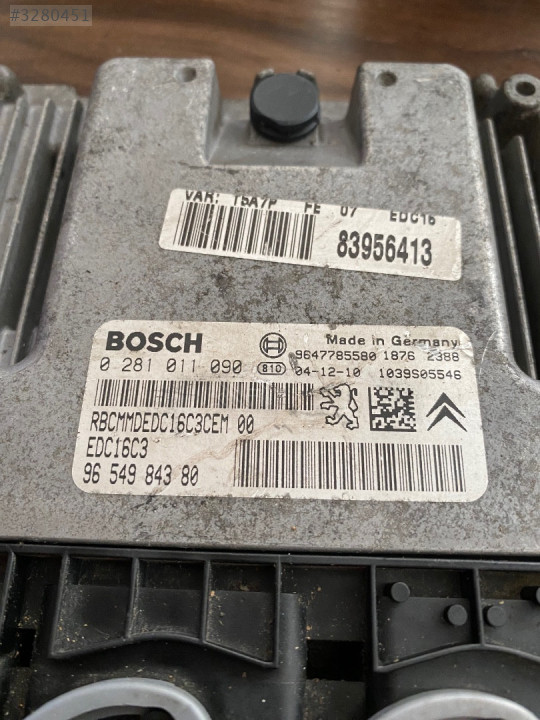 #3280451
VAR: T5A7P FE 07 EDC16
83956413
BOSCH
Made in Germany
0 281 011 090
810
9647785580 1876 2388
04-12-10 1039S05546
RBCMMDEDC16C3CEM 00
EDC16C3
96 549 843 80